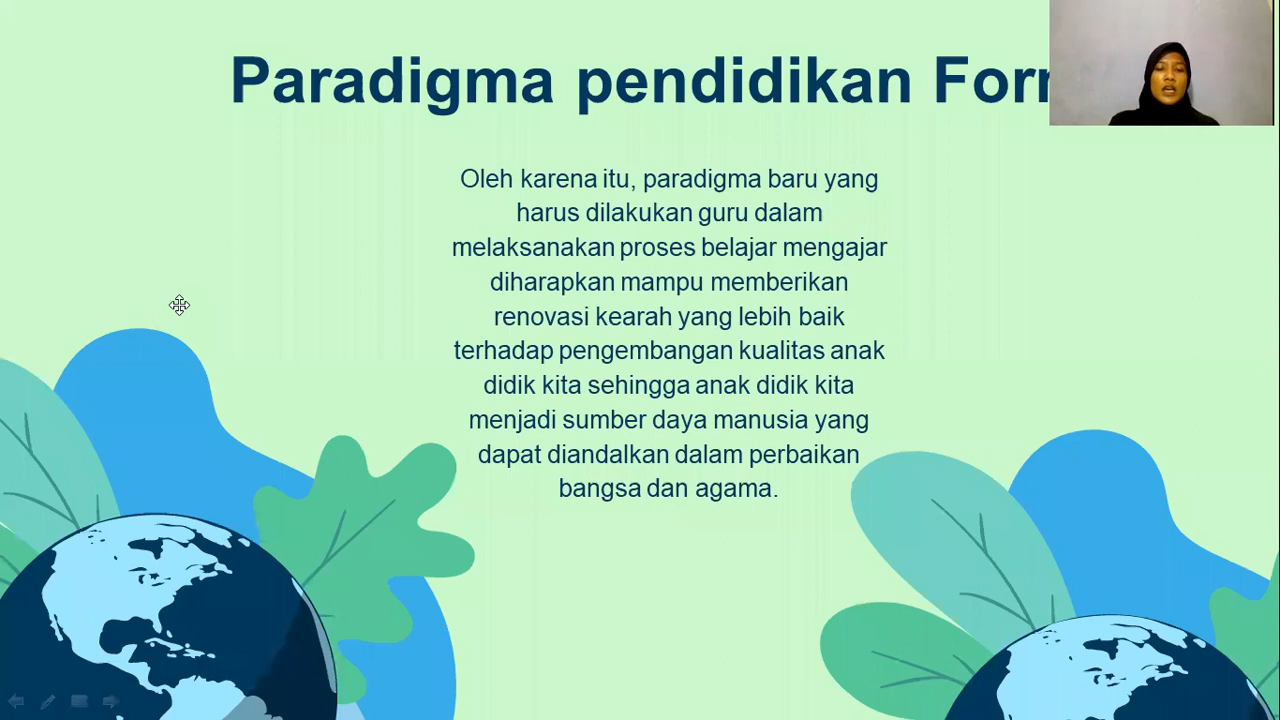 Paradigma pendidikan
Oleh karena itu, paradigma baru yang
harus dilakukan guru dalam
melaksanakan proses belajar mengajar
diharapkan mampu memberikan
renovasi kearah yang lebih baik
terhadap pengembangan kualitas anak
didik kita sehingga anak didik kita
menjadi sumber daya manusia yang
dapat diandalkan dalam perbaikan
bangsa dan agama.